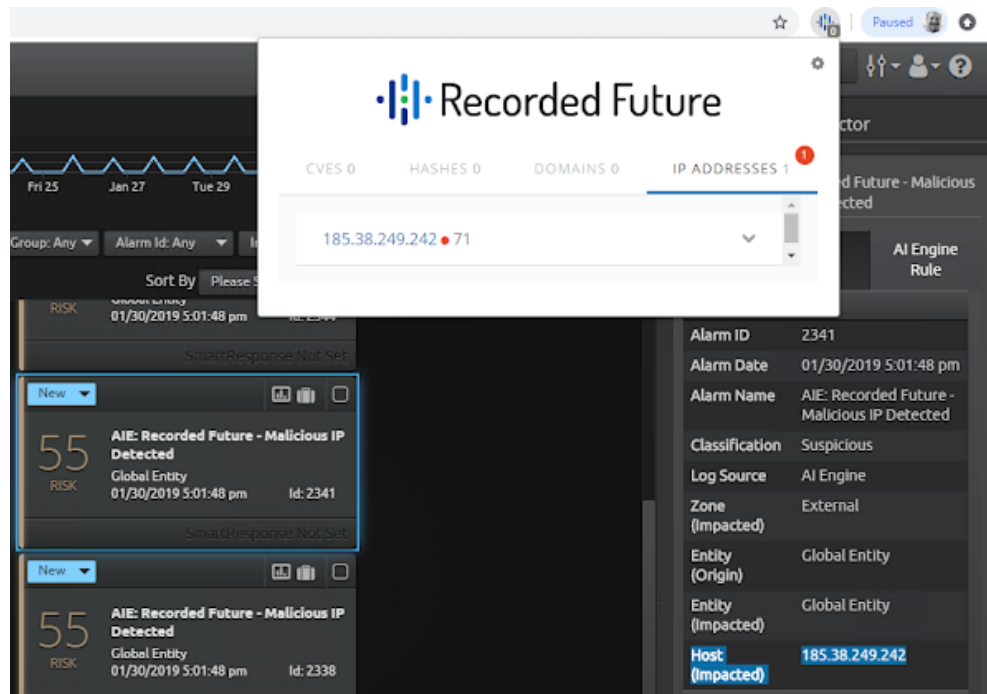 Paused
0
Recorded Future
CVES 0
HASHES 0
DOMAINS 0
IP ADDRESSES 1
1
185.38.249.242
71
Fri 25
Jan 27
Tue 29
Group: Any
Alarm Id: Any
Sort By
Please
RISK
Global Entity
01/30/2019 5:01:48 pm
Id: 2344
SmartResponse Not Set
New
55
RISK
AIE: Recorded Future - Malicious IP
Detected
Global Entity
01/30/2019 5:01:48 pm
Id: 2341
SmartResponse Not Set
New
55
RISK
AIE: Recorded Future - Malicious IP
Detected
Global Entity
01/30/2019 5:01:48 pm
Id: 2338
ctor
d Future - Malicious
ected
AI Engine
Rule
Alarm ID 2341
Alarm Date 01/30/2019 5:01:48 pm
Alarm Name AIE: Recorded Future -
Malicious IP Detected
Classification Suspicious
Log Source AI Engine
Zone External
(Impacted)
Entity Global Entity
(Origin)
Entity Global Entity
(Impacted)
Host 185.38.249.242
(Impacted)